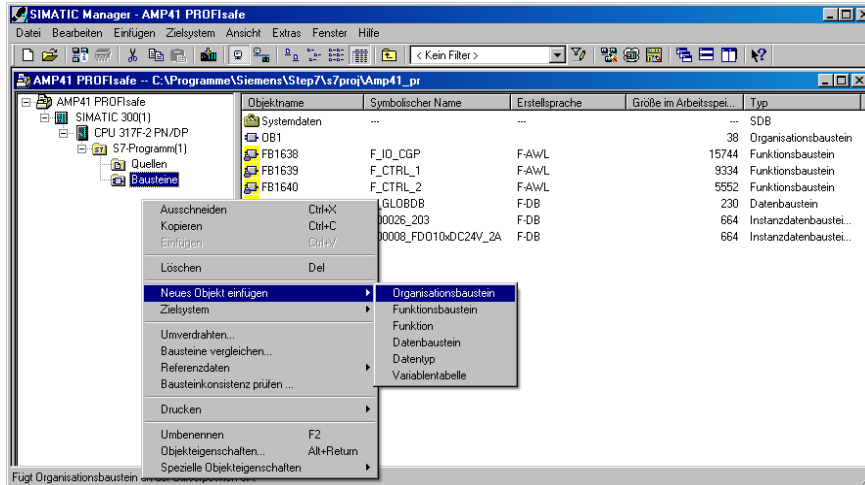 SIMATIC Manager - AMP41 PROFIsafe
Datei Bearbeiten Einfügen Zielsystem Ansicht Extras Fenster Hilfe
< Kein Filter >
AMP41 PROFIsafe -- C:\Programme\Siemens\Step7\s7proj\Amp41_pr
AMP41 PROFIsafe
SIMATIC 300(1)
CPU 317F-2 PN/DP
S7-Programm(1)
Quellen
Bausteine
Objektname Symbolischer Name Erstellsprache Größe im Arbeitsspei... Typ
Systemdaten --- --- --- SDB
OB1 38 Organisationsbaustein
FB1638 F_IO_CGP F-AWL 15744 Funktionsbaustein
FB1639 F_CTRL_1 F-AWL 9334 Funktionsbaustein
FB1640 F_CTRL_2 F-AWL 5552 Funktionsbaustein
_GLOBDB F-DB 230 Datenbaustein
00026_203 F-DB 664 Instanzdatenbaustei...
00008_FDO10xDC24V_2A F-DB 664 Instanzdatenbaustei...
Ausschneiden Ctrl+X
Kopieren Ctrl+C
Einfügen Ctrl+V
Löschen Del
Neues Objekt einfügen
Zielsystem
Umverdrahten...
Bausteine vergleichen...
Referenzdaten
Bausteinkonsistenz prüfen ...
Drucken
Umbenennen F2
Objekteigenschaften... Alt+Return
Spezielle Objekteigenschaften
Organisationsbaustein
Funktionsbaustein
Funktion
Datenbaustein
Datentyp
Variablentabelle
Fügt Organisationsbaustein an der Cursorposition ein.